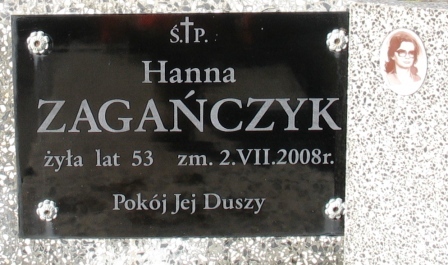 Ś†P.
Hanna
ZAGAŃCZYK
żyła lat 53 zm. 2.VII.2008r.
Pokój Jej Duszy